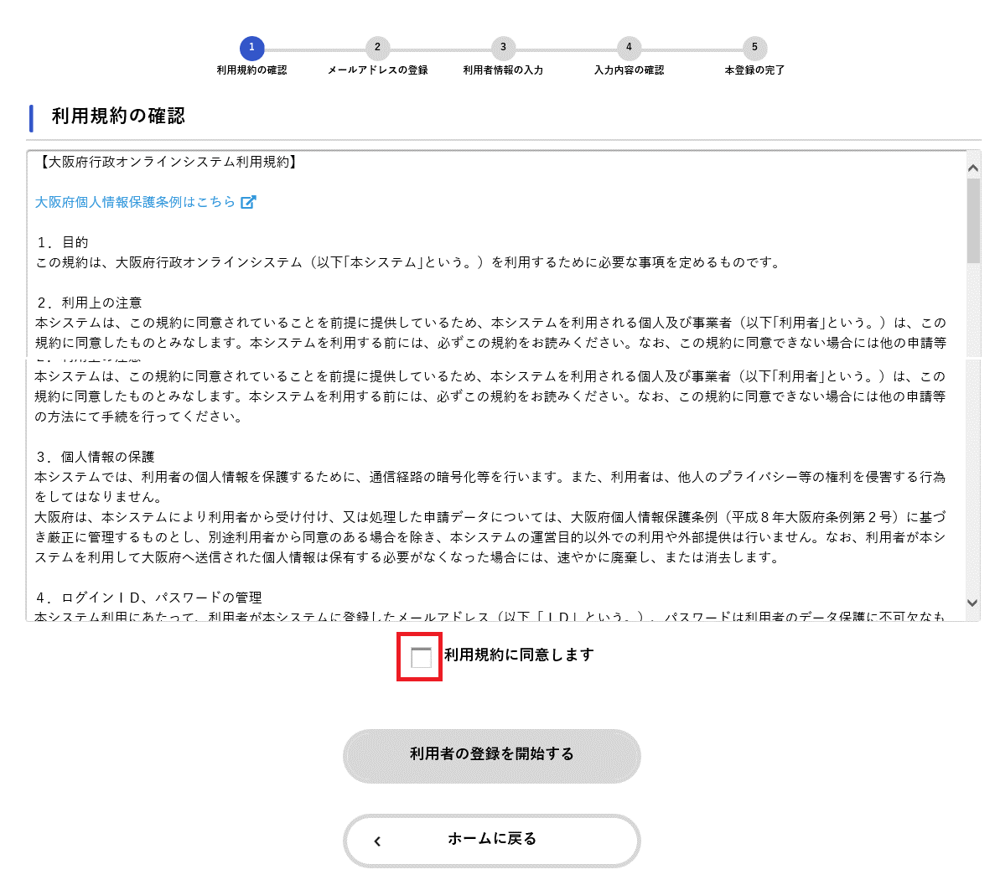 1 2 3 4 5
利用規約の確認 メールアドレスの登録 利用者情報の入力 入力内容の確認 本登録の完了
利用規約の確認
【大阪府行政オンラインシステム利用規約】
大阪府個人情報保護条例はこちら
１．目的
この規約は、大阪府行政オンラインシステム（以下｢本システム｣という。）を利用するために必要な事項を定めるものです。
２．利用上の注意
本システムは、この規約に同意されていることを前提に提供しているため、本システムを利用される個人及び事業者（以下｢利用者｣という。）は、この
規約に同意したものとみなします。本システムを利用する前には、必ずこの規約をお読みください。なお、この規約に同意できない場合には他の申請等
２．利用上の注意
本システムは、この規約に同意されていることを前提に提供しているため、本システムを利用される個人及び事業者（以下｢利用者｣という。）は、この
規約に同意したものとみなします。本システムを利用する前には、必ずこの規約をお読みください。なお、この規約に同意できない場合には他の申請等
の方法にて手続を行ってください。
３．個人情報の保護
本システムでは、利用者の個人情報を保護するために、通信経路の暗号化等を行います。また、利用者は、他人のプライバシー等の権利を侵害する行為
をしてはなりません。
大阪府は、本システムにより利用者から受け付け、又は処理した申請データについては、大阪府個人情報保護条例（平成８年大阪府条例第２号）に基づ
き厳正に管理するものとし、別途利用者から同意のある場合を除き、本システムの運営目的以外での利用や外部提供は行いません。なお、利用者が本シ
ステムを利用して大阪府へ送信された個人情報は保有する必要がなくなった場合には、速やかに廃棄し、または消去します。
４．ログインＩＤ、パスワードの管理
本システム利用にあたって、利用者が本システムに登録したメールアドレス（以下「ＩＤ」という。）、パスワードは利用者のデータ保護に不可欠なも
利用規約に同意します
利用者の登録を開始する
ホームに戻る